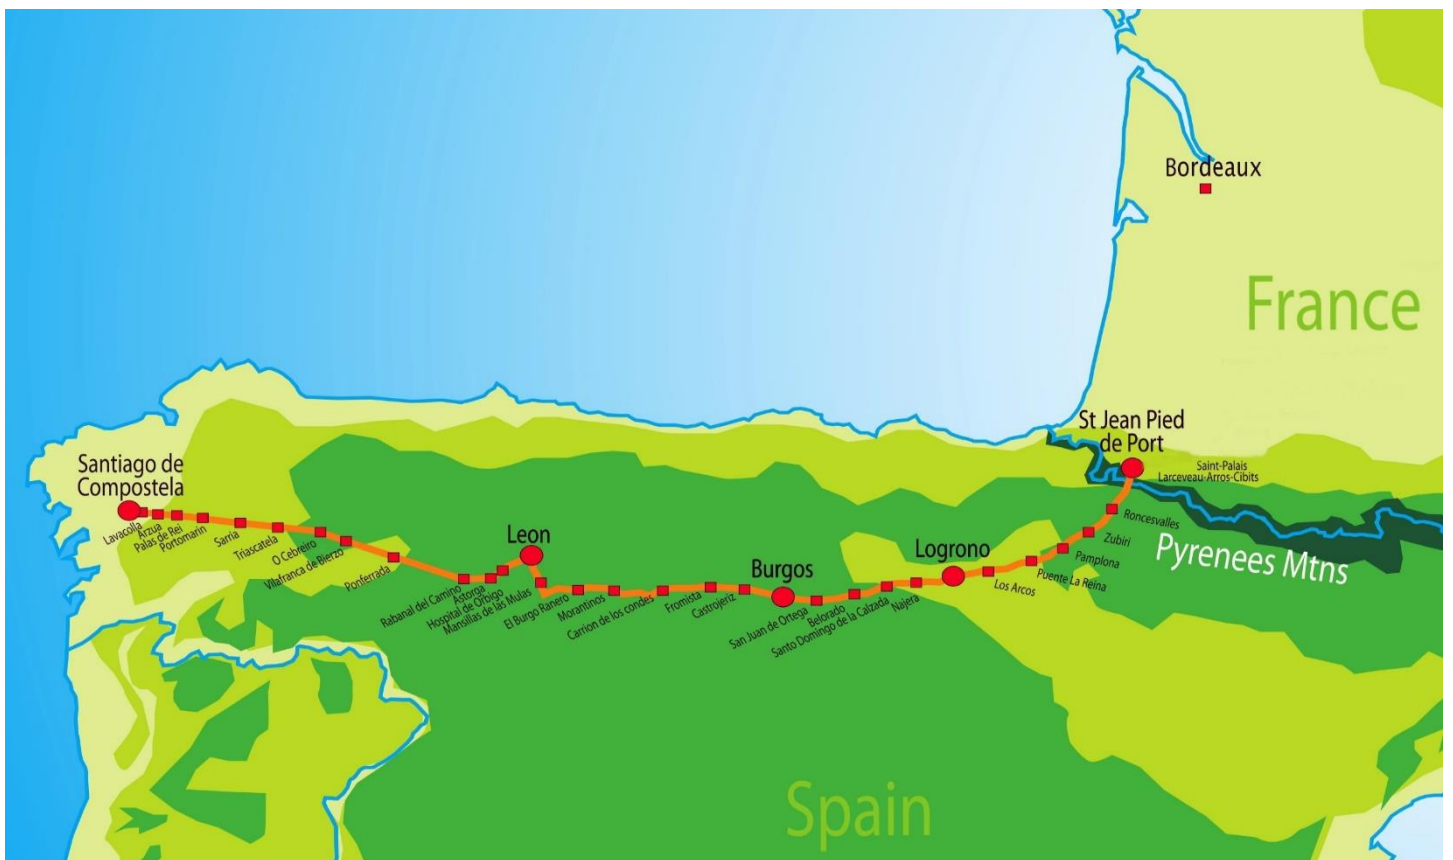 Bordeaux
France
St Jean Pied
de Port
Saint-Palais
Larceveau-Arros-Cibits
Santiago de
Compostela
Lavacolla
Arzua
Palas de Rei
Portomarin
Sarria
Triascatela
O Cebreiro
Vilafranca de Bierzo
Ponferrada
Rabanal del Camino
Astorga
Hospital de Orbigo
Leon
Mansillas de las Mulas
El Burgo Ranero
Morantinos
Carrion de los condes
Fromista
Castrojeriz
Burgos
San Juan de Ortega
Belorado
Santo Domingo de la Calzada
Najera
Logrono
Los Arcos
Puente La Reina
Pamplona
Zubiri
Roncesvalles
Pyrenees Mtns
Spain